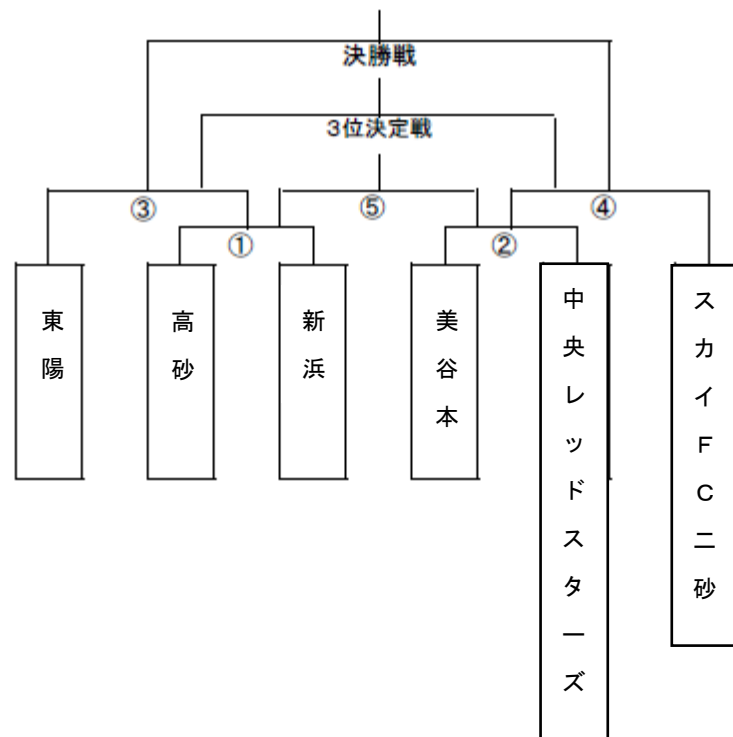 決勝戦
3位決定戦
③
⑤
④
①
②
東陽
高砂
新浜
美谷本
中央レッドスターズ
スカイFC二砂